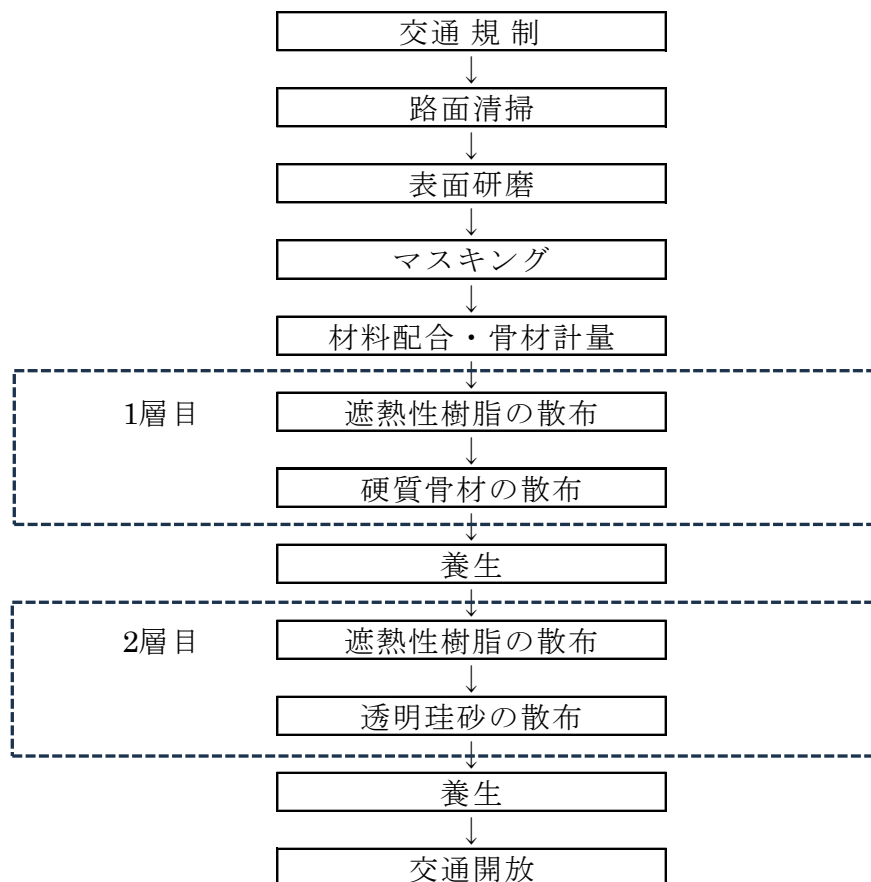 交通規制
↓
路面清掃
↓
表面研磨
↓
マスキング
↓
材料配合・骨材計量
↓
1層目 遮熱性樹脂の散布
↓
硬質骨材の散布
↓
養生
↓
2層目 遮熱性樹脂の散布
↓
透明珪砂の散布
↓
養生
↓
交通開放